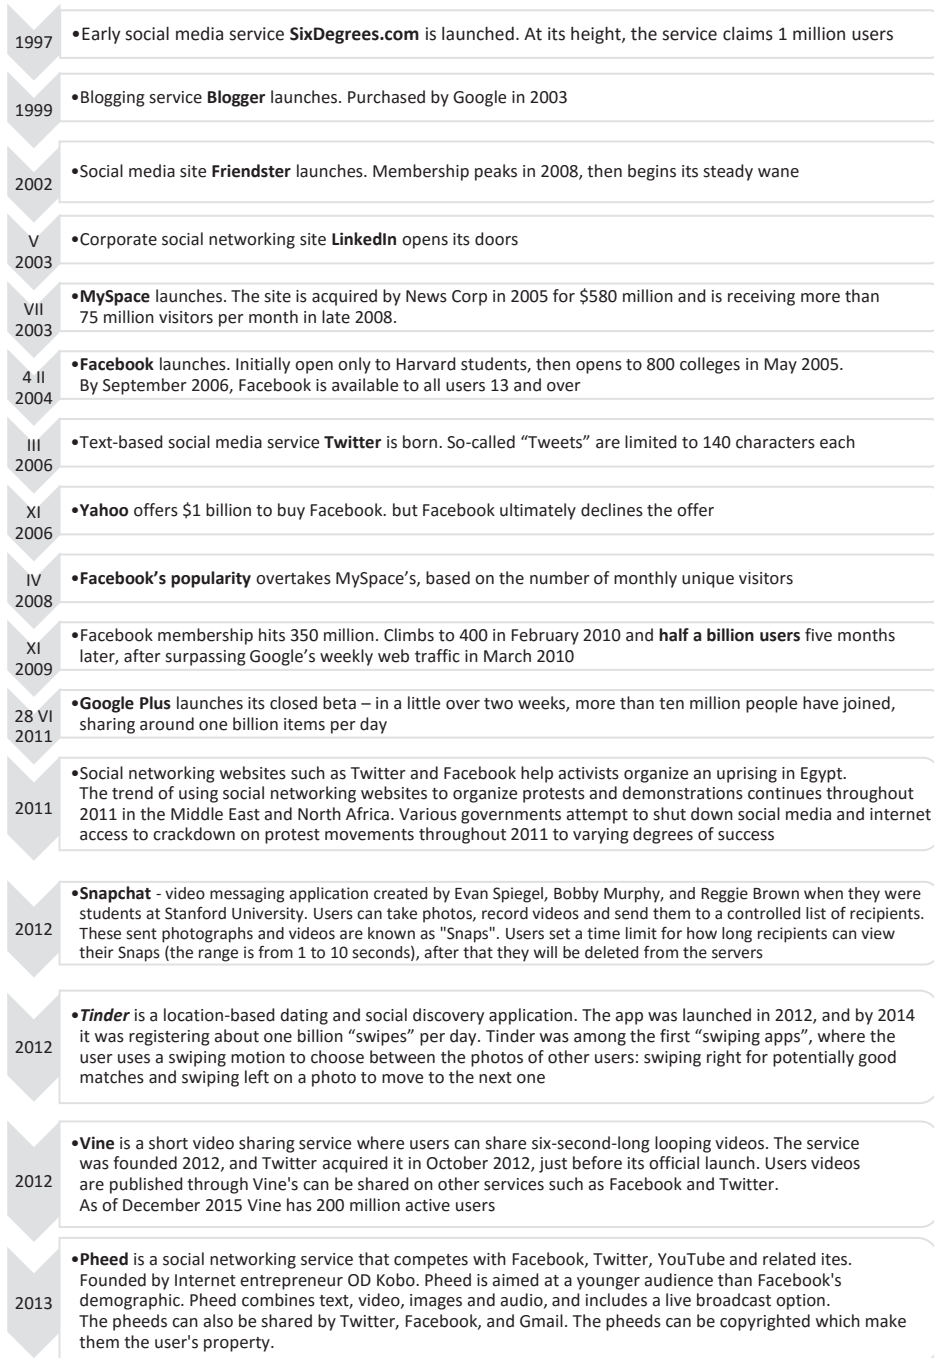 1997
•Early social media service SixDegrees.com is launched. At its height, the service claims 1 million users
1999
•Blogging service Blogger launches. Purchased by Google in 2003
2002
•Social media site Friendster launches. Membership peaks in 2008, then begins its steady wane
V
2003
•Corporate social networking site LinkedIn opens its doors
VII
2003
•MySpace launches. The site is acquired by News Corp in 2005 for $580 million and is receiving more than
75 million visitors per month in late 2008.
4 II
2004
•Facebook launches. Initially open only to Harvard students, then opens to 800 colleges in May 2005.
By September 2006, Facebook is available to all users 13 and over
III
2006
•Text-based social media service Twitter is born. So-called “Tweets” are limited to 140 characters each
XI
2006
•Yahoo offers $1 billion to buy Facebook. but Facebook ultimately declines the offer
IV
2008
•Facebook’s popularity overtakes MySpace’s, based on the number of monthly unique visitors
XI
2009
•Facebook membership hits 350 million. Climbs to 400 in February 2010 and half a billion users five months
later, after surpassing Google’s weekly web traffic in March 2010
28 VI
2011
•Google Plus launches its closed beta – in a little over two weeks, more than ten million people have joined,
sharing around one billion items per day
2011
•Social networking websites such as Twitter and Facebook help activists organize an uprising in Egypt.
The trend of using social networking websites to organize protests and demonstrations continues throughout
2011 in the Middle East and North Africa. Various governments attempt to shut down social media and internet
access to crackdown on protest movements throughout 2011 to varying degrees of success
2012
•Snapchat - video messaging application created by Evan Spiegel, Bobby Murphy, and Reggie Brown when they were
students at Stanford University. Users can take photos, record videos and send them to a controlled list of recipients.
These sent photographs and videos are known as "Snaps". Users set a time limit for how long recipients can view
their Snaps (the range is from 1 to 10 seconds), after that they will be deleted from the servers
2012
•Tinder is a location-based dating and social discovery application. The app was launched in 2012, and by 2014
it was registering about one billion “swipes” per day. Tinder was among the first “swiping apps”, where the
user uses a swiping motion to choose between the photos of other users: swiping right for potentially good
matches and swiping left on a photo to move to the next one
2012
•Vine is a short video sharing service where users can share six-second-long looping videos. The service
was founded 2012, and Twitter acquired it in October 2012, just before its official launch. Users videos
are published through Vine's can be shared on other services such as Facebook and Twitter.
As of December 2015 Vine has 200 million active users
2013
•Pheed is a social networking service that competes with Facebook, Twitter, YouTube and related ites.
Founded by Internet entrepreneur OD Kobo. Pheed is aimed at a younger audience than Facebook's
demographic. Pheed combines text, video, images and audio, and includes a live broadcast option.
The pheeds can also be shared by Twitter, Facebook, and Gmail. The pheeds can be copyrighted which make
them the user's property.